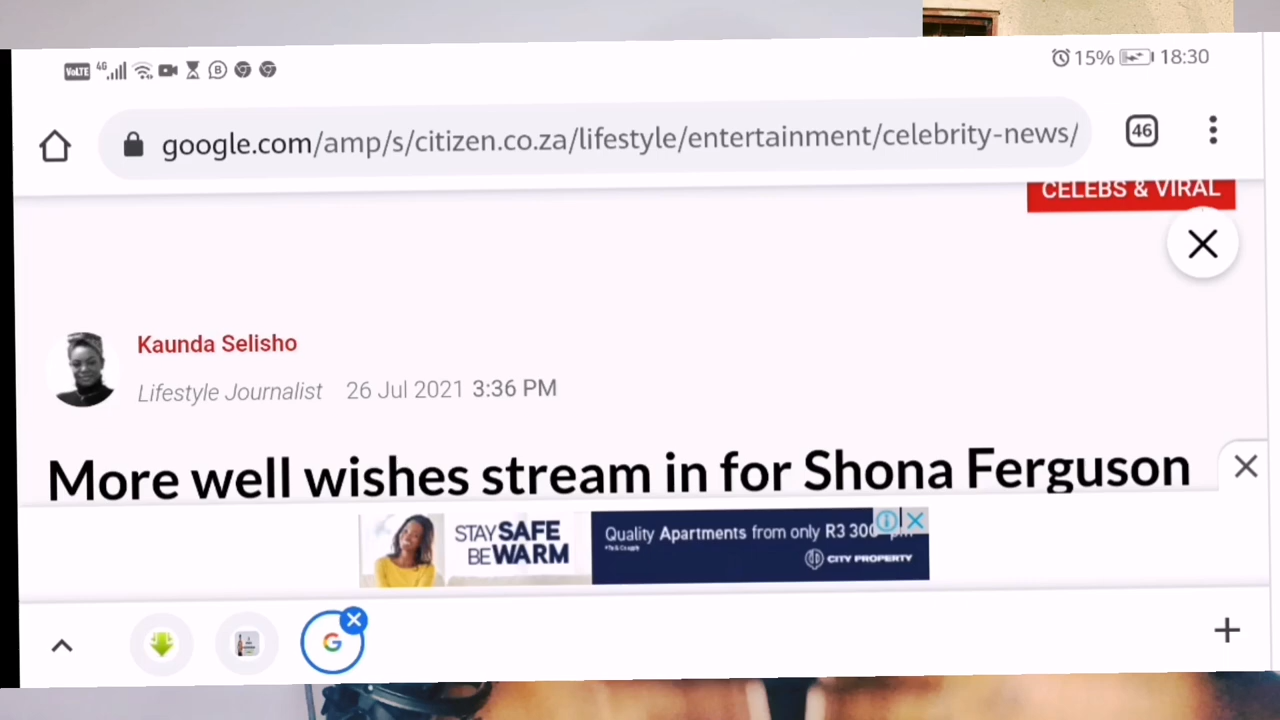 VoLTE 4G
15% 18:30
google.com/amp/s/citizen.co.za/lifestyle/entertainment/celebrity-news/
46
CELEBS & VIRAL
Kaunda Selisho
Lifestyle Journalist 26 Jul 2021 3:36 PM
More well wishes stream in for Shona Ferguson
STAY SAFE
BE WARM
Quality Apartments from only R3 300
CITY PROPERTY